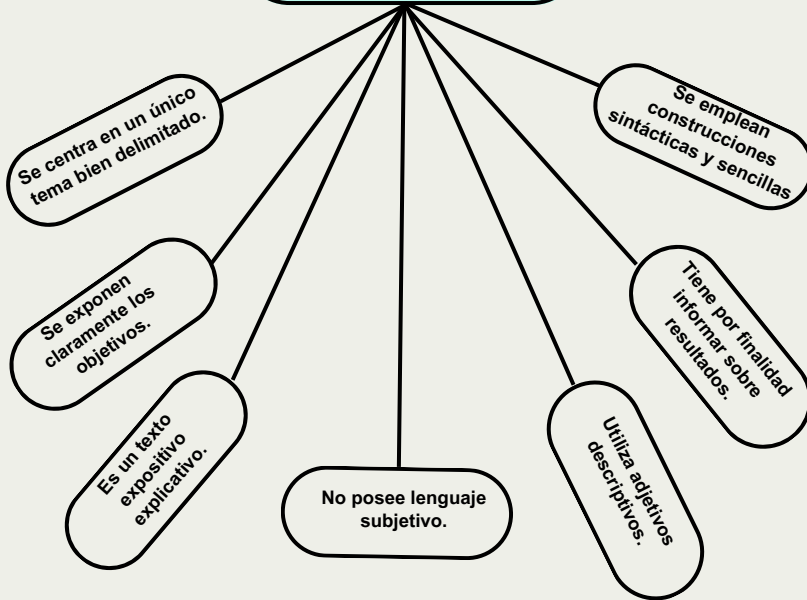 Se centra en un único
tema bien delimitado.
Se exponen
claramente los
objetivos.
Es un texto
expositivo
explicativo.
No posee lenguaje
subjetivo.
Utiliza adjetivos
descriptivos.
Tiene por finalidad
informar sobre
resultados.
Se emplean
construcciones
sintácticas y sencillas